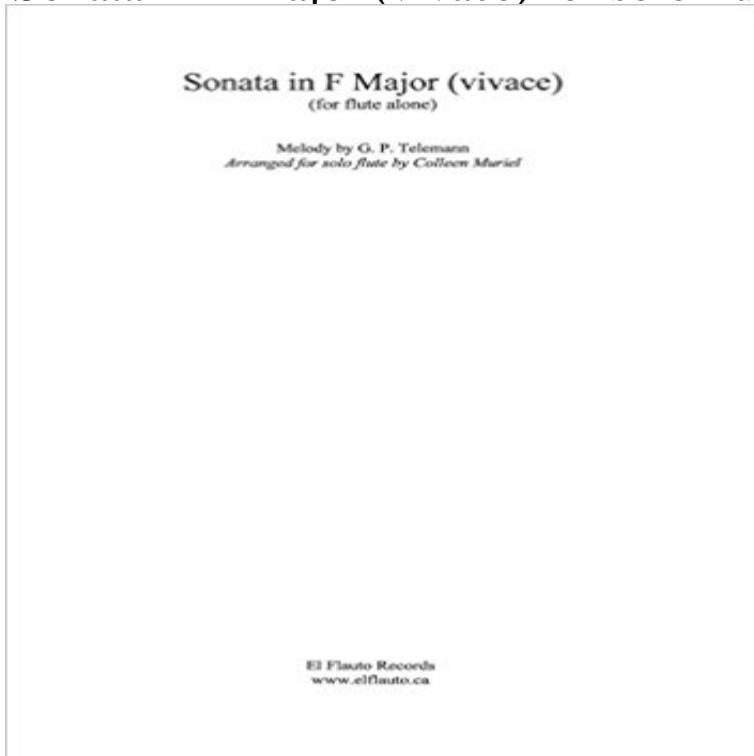 Sonata in F Major (vivace)
(for flute alone)
Melody by G. P. Telemann
Arranged for solo flute by Colleen Muriel
El Flauto Records
www.elflauto.ca